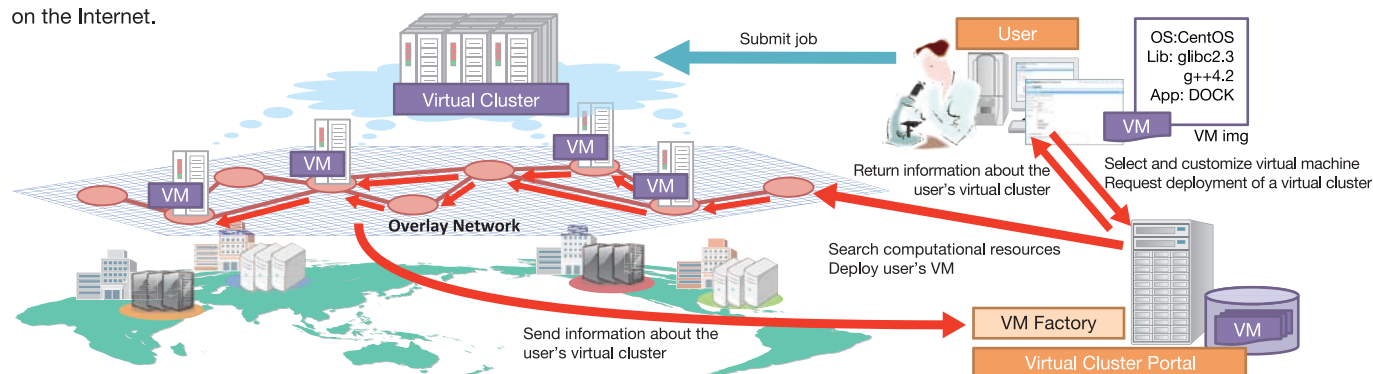 on the Internet.
Submit job
User
OS:CentOS
Lib: glibc2.3
g++4.2
App: DOCK
VM
VM img
Virtual Cluster
VM
VM
VM
VM
Return information about the
user's virtual cluster
Select and customize virtual machine
Request deployment of a virtual cluster
Overlay Network
Search computational resources
Deploy user's VM
Send information about the
user's virtual cluster
VM Factory
VM
Virtual Cluster Portal